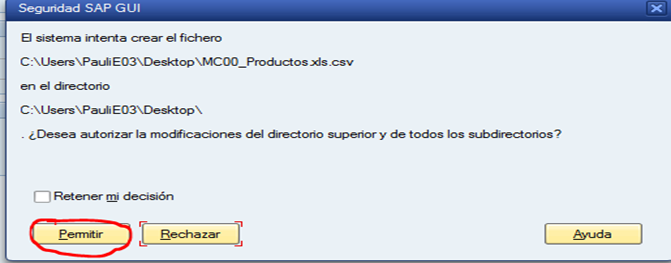 Seguridad SAP GUI
El sistema intenta crear el fichero
C:\Users\PauliE03\Desktop\MC00_Productos.xls.csv
en el directorio
C:\Users\PauliE03\Desktop\
. ¿Desea autorizar la modificaciones del directorio superior y de todos los subdirectorios?
Retener mi decisión
Permitir Rechazar Ayuda